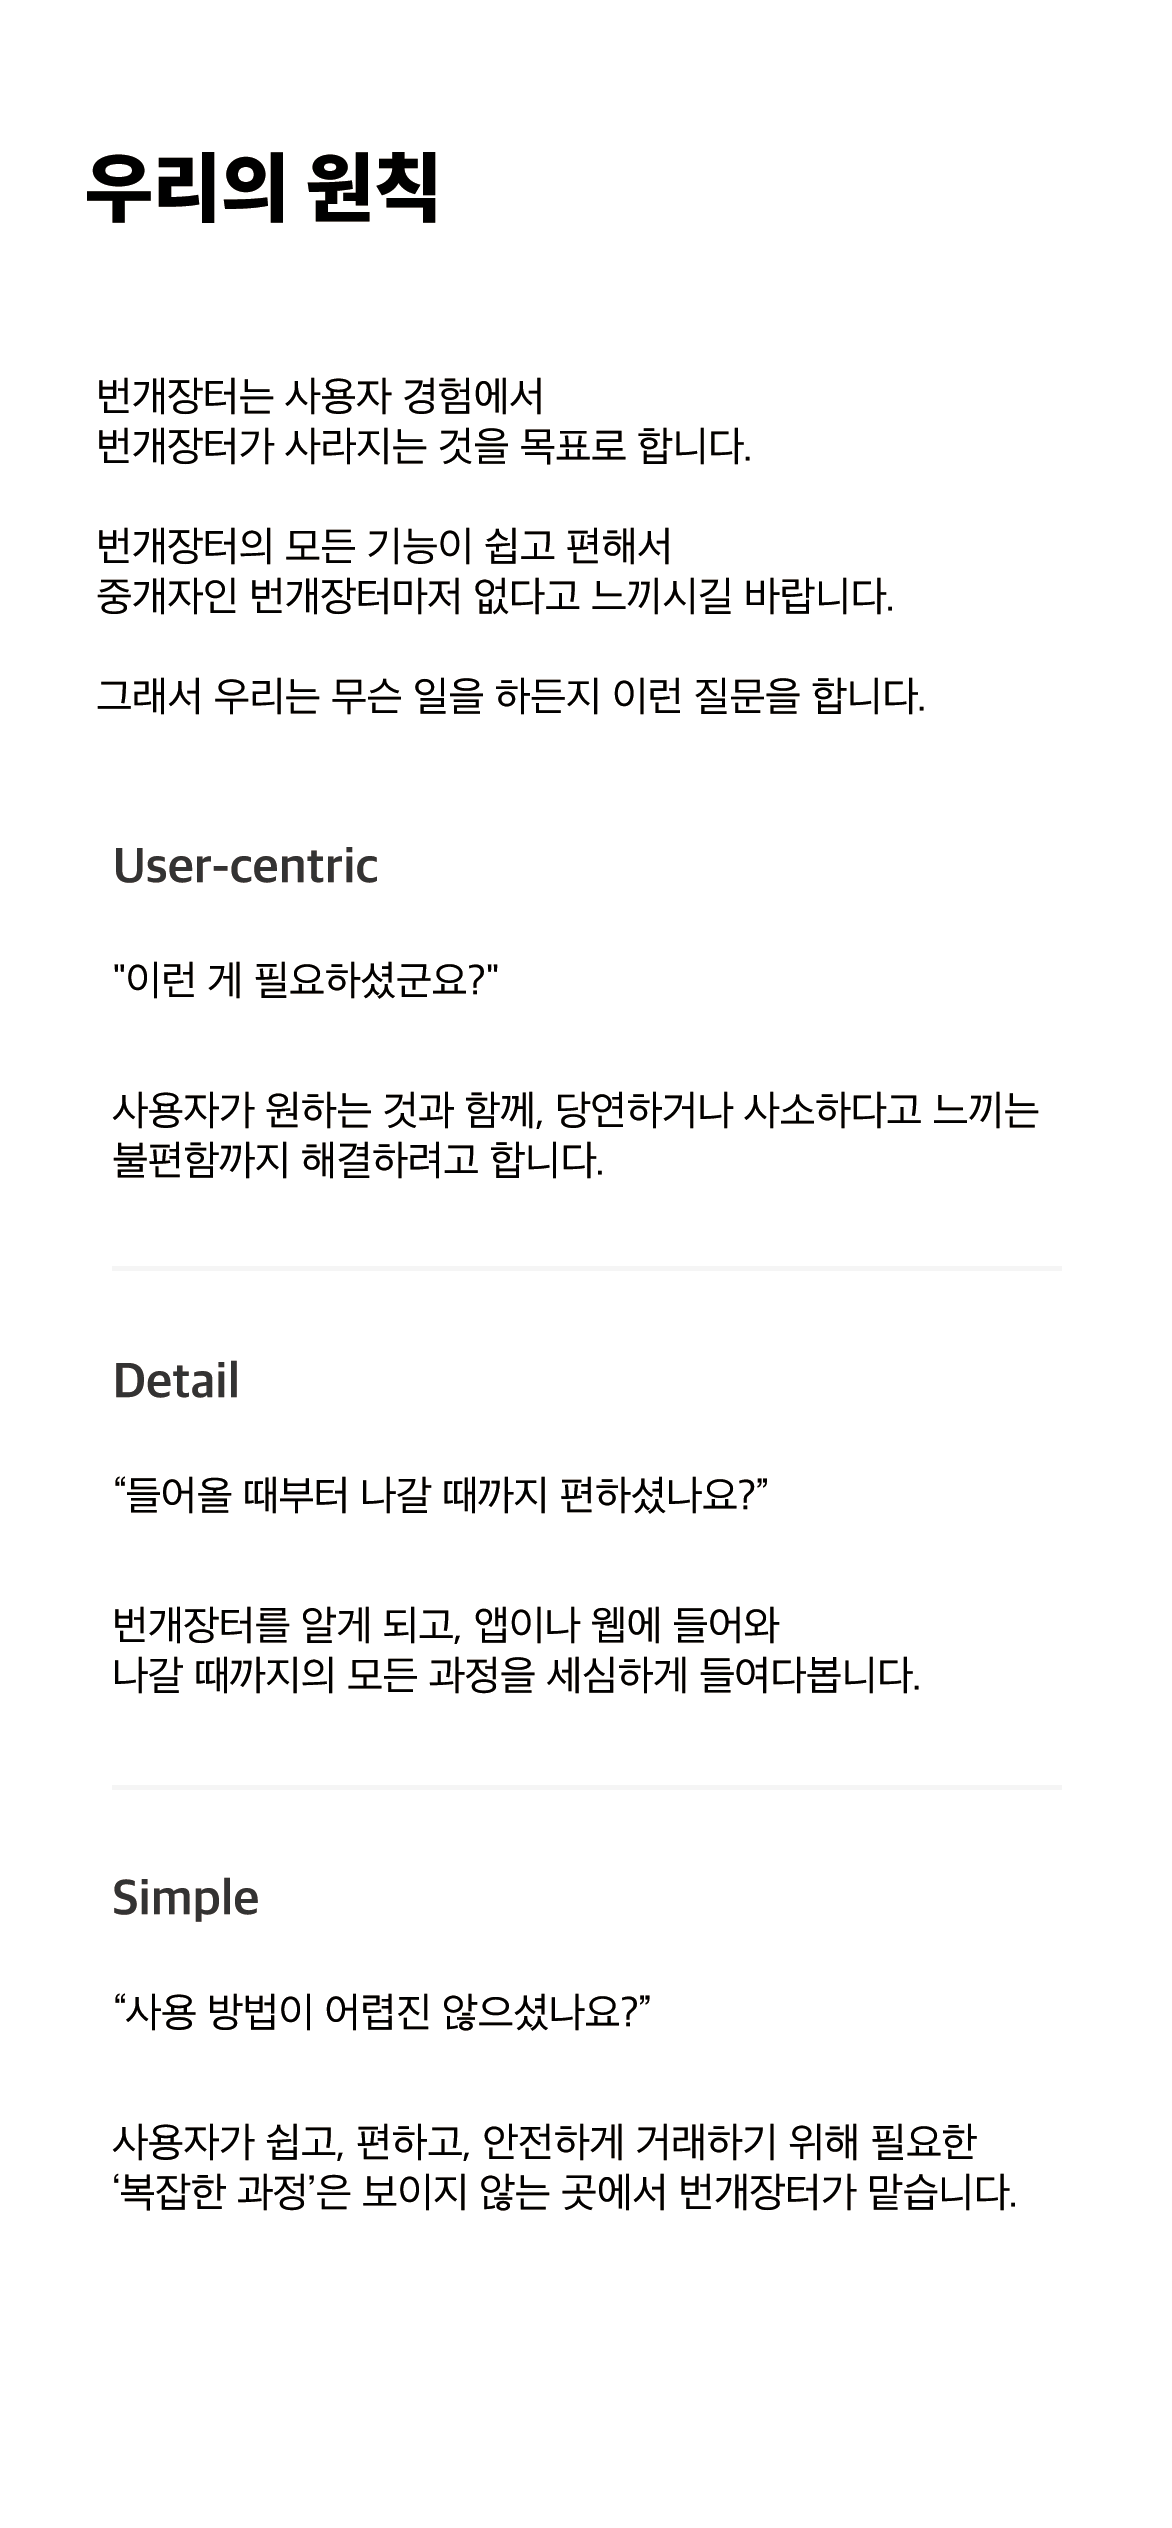 우리의 원칙
번개장터는 사용자 경험에서
번개장터가 사라지는 것을 목표로 합니다.
번개장터의 모든 기능이 쉽고 편해서
중개자인 번개장터마저 없다고 느끼시길 바랍니다.
그래서 우리는 무슨 일을 하든지 이런 질문을 합니다.
User-centric
"이런 게 필요하셨군요?"
사용자가 원하는 것과 함께, 당연하거나 사소하다고 느끼는
불편함까지 해결하려고 합니다.
Detail
“들어올 때부터 나갈 때까지 편하셨나요?”
번개장터를 알게 되고, 앱이나 웹에 들어와
나갈 때까지의 모든 과정을 세심하게 들여다봅니다.
Simple
“사용 방법이 어렵진 않으셨나요?”
사용자가 쉽고, 편하고, 안전하게 거래하기 위해 필요한
‘복잡한 과정’은 보이지 않는 곳에서 번개장터가 맡습니다.